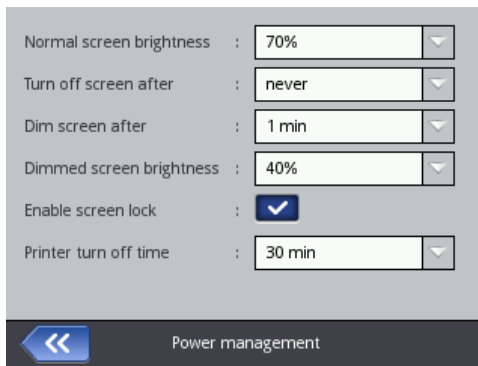 Normal screen brightness : 70%
Turn off screen after : never
Dim screen after : 1 min
Dimmed screen brightness : 40%
Enable screen lock :
Printer turn off time : 30 min
Power management